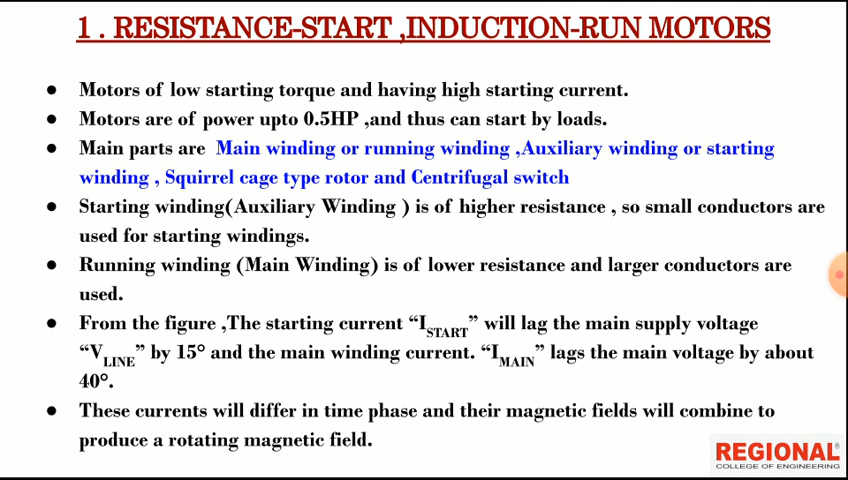 1 . RESISTANCE-START ,INDUCTION-RUN MOTORS
● Motors of low starting torque and having high starting current.
● Motors are of power upto 0.5HP ,and thus can start by loads.
● Main parts are Main winding or running winding ,Auxiliary winding or starting
winding , Squirrel cage type rotor and Centrifugal switch
● Starting winding(Auxiliary Winding ) is of higher resistance , so small conductors are
used for starting windings.
● Running winding (Main Winding) is of lower resistance and larger conductors are
used.
● From the figure ,The starting current “ISTART” will lag the main supply voltage
“VLINE” by 15° and the main winding current. “IMAIN” lags the main voltage by about
40°.
● These currents will differ in time phase and their magnetic fields will combine to
produce a rotating magnetic field.
REGIONAL®
COLLEGE OF ENGINEERING